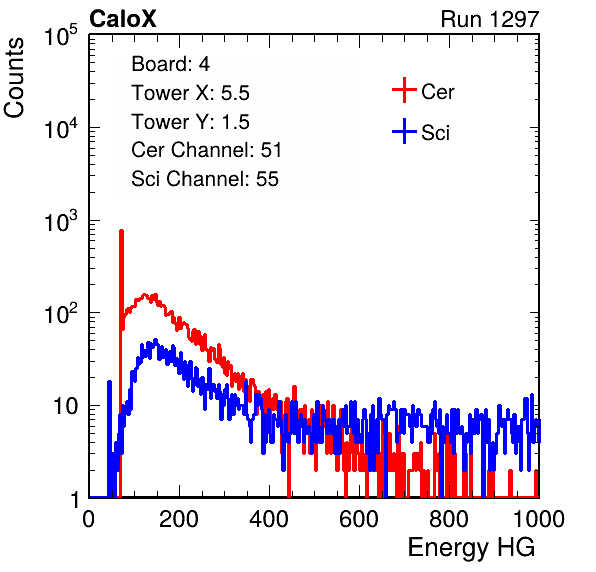 CaloX Run 1297
10^5
10^4
10^3
10^2
10
1
Counts
Board: 4
Tower X: 5.5
Tower Y: 1.5
Cer Channel: 51
Sci Channel: 55
Cer
Sci
0 200 400 600 800 1000
Energy HG